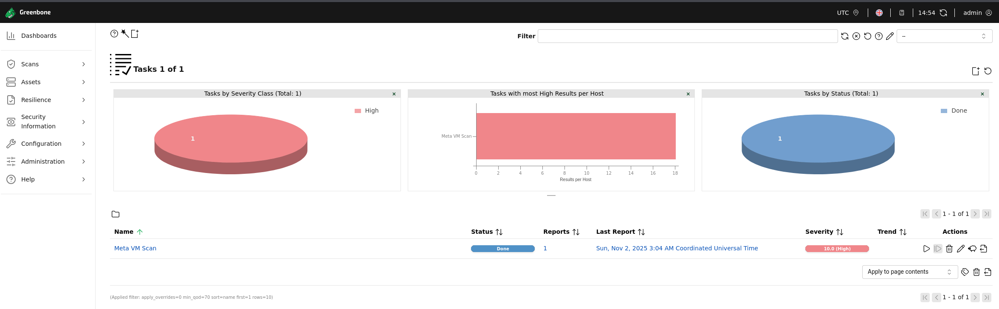 Greenbone
UTC
14:54
admin
Dashboards
Scans
Assets
Resilience
Security
Information
Configuration
Administration
Help
Filter
--
Tasks 1 of 1
Tasks by Severity Class (Total: 1) ×
High
1
Tasks with most High Results per Host ×
Meta VM Scan
0 2 4 6 8 10 12 14 16 18
Results per Host
Tasks by Status (Total: 1) ×
Done
1
1 - 1 of 1
Name Status Reports Last Report Severity Trend Actions
Meta VM Scan Done 1 Sun, Nov 2, 2025 3:04 AM Coordinated Universal Time 10.0 (High)
Apply to page contents
(Applied filter: apply_overrides=0 min_qod=70 sort=name first=1 rows=10)
1 - 1 of 1